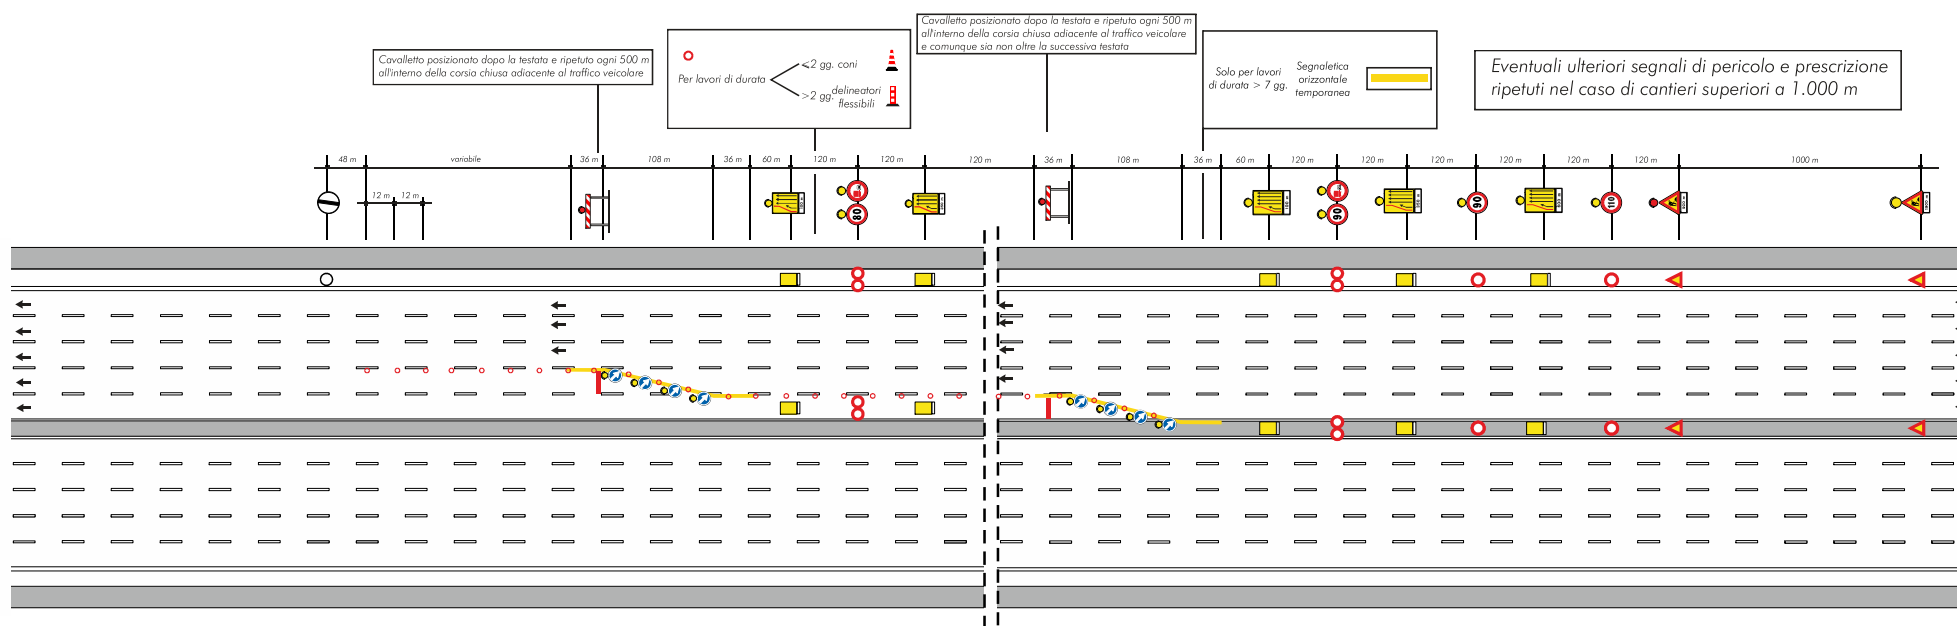 Cavalletto posizionato dopo la testata e ripetuto ogni 500 m
all'interno della corsia chiusa adiacente al traffico veicolare
Per lavori di durata
<2 gg. coni
>2 gg. delineatori
flessibili
Cavalletto posizionato dopo la testata e ripetuto ogni 500 m
all'interno della corsia chiusa adiacente al traffico veicolare
e comunque sia non oltre la successiva testata
Solo per lavori
di durata > 7 gg.
Segnaletica
orizzontale
temporanea
Eventuali ulteriori segnali di pericolo e prescrizione
ripetuti nel caso di cantieri superiori a 1.000 m
48 m variabile 36 m 108 m 36 m 60 m 120 m 120 m 120 m 36 m 108 m 36 m 60 m 120 m 120 m 120 m 120 m 120 m 120 m 1000 m
12 m 12 m
80
90
90
110